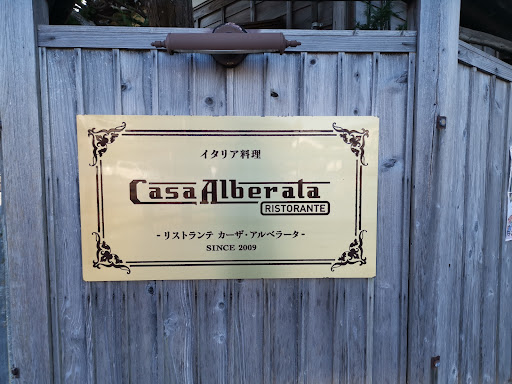 イタリア料理
Casa Alberata
RISTORANTE
- リストランテ カーザ・アルベラータ -
SINCE 2009